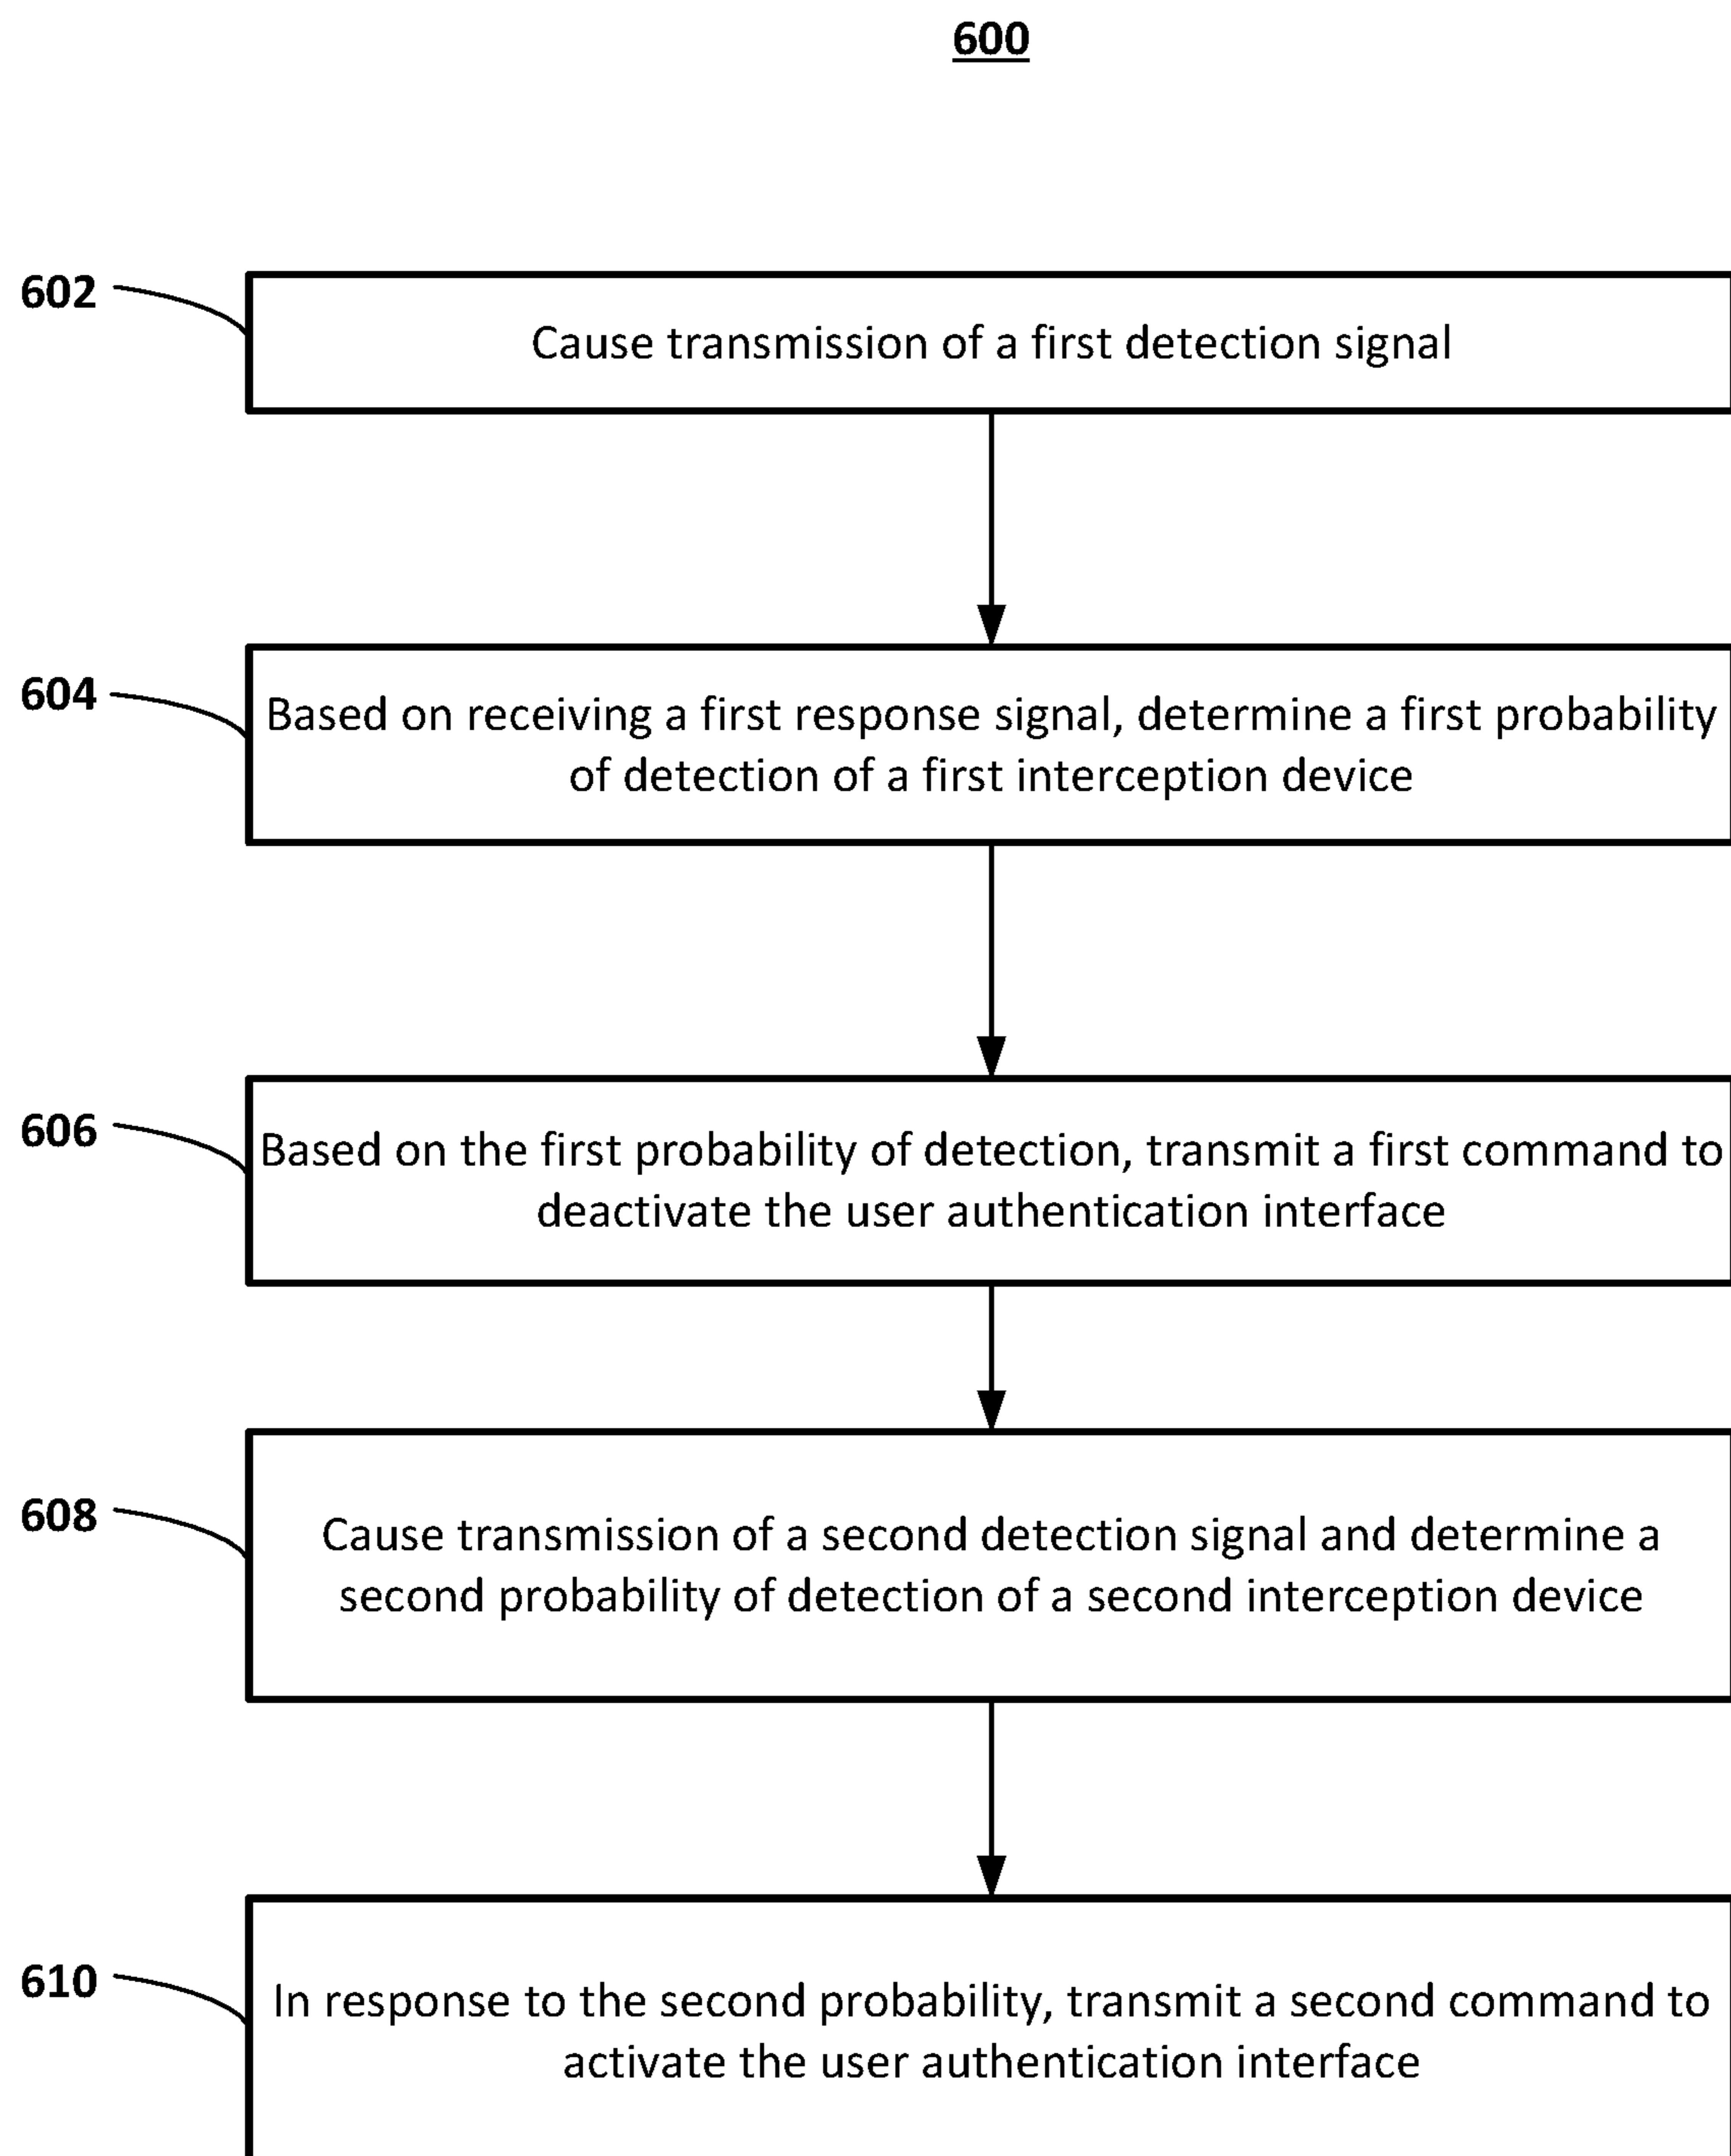 600
602
Cause transmission of a first detection signal
604
Based on receiving a first response signal, determine a first probability
of detection of a first interception device
606
Based on the first probability of detection, transmit a first command to
deactivate the user authentication interface
608
Cause transmission of a second detection signal and determine a
second probability of detection of a second interception device
610
In response to the second probability, transmit a second command to
activate the user authentication interface